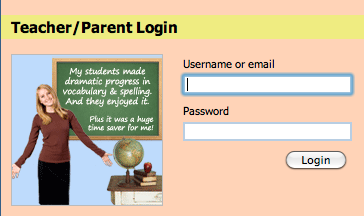 Teacher/Parent Login
My students made
dramatic progress in
vocabulary & spelling.
And they enjoyed it.
Plus it was a huge
time saver for me!
Username or email
Password
Login